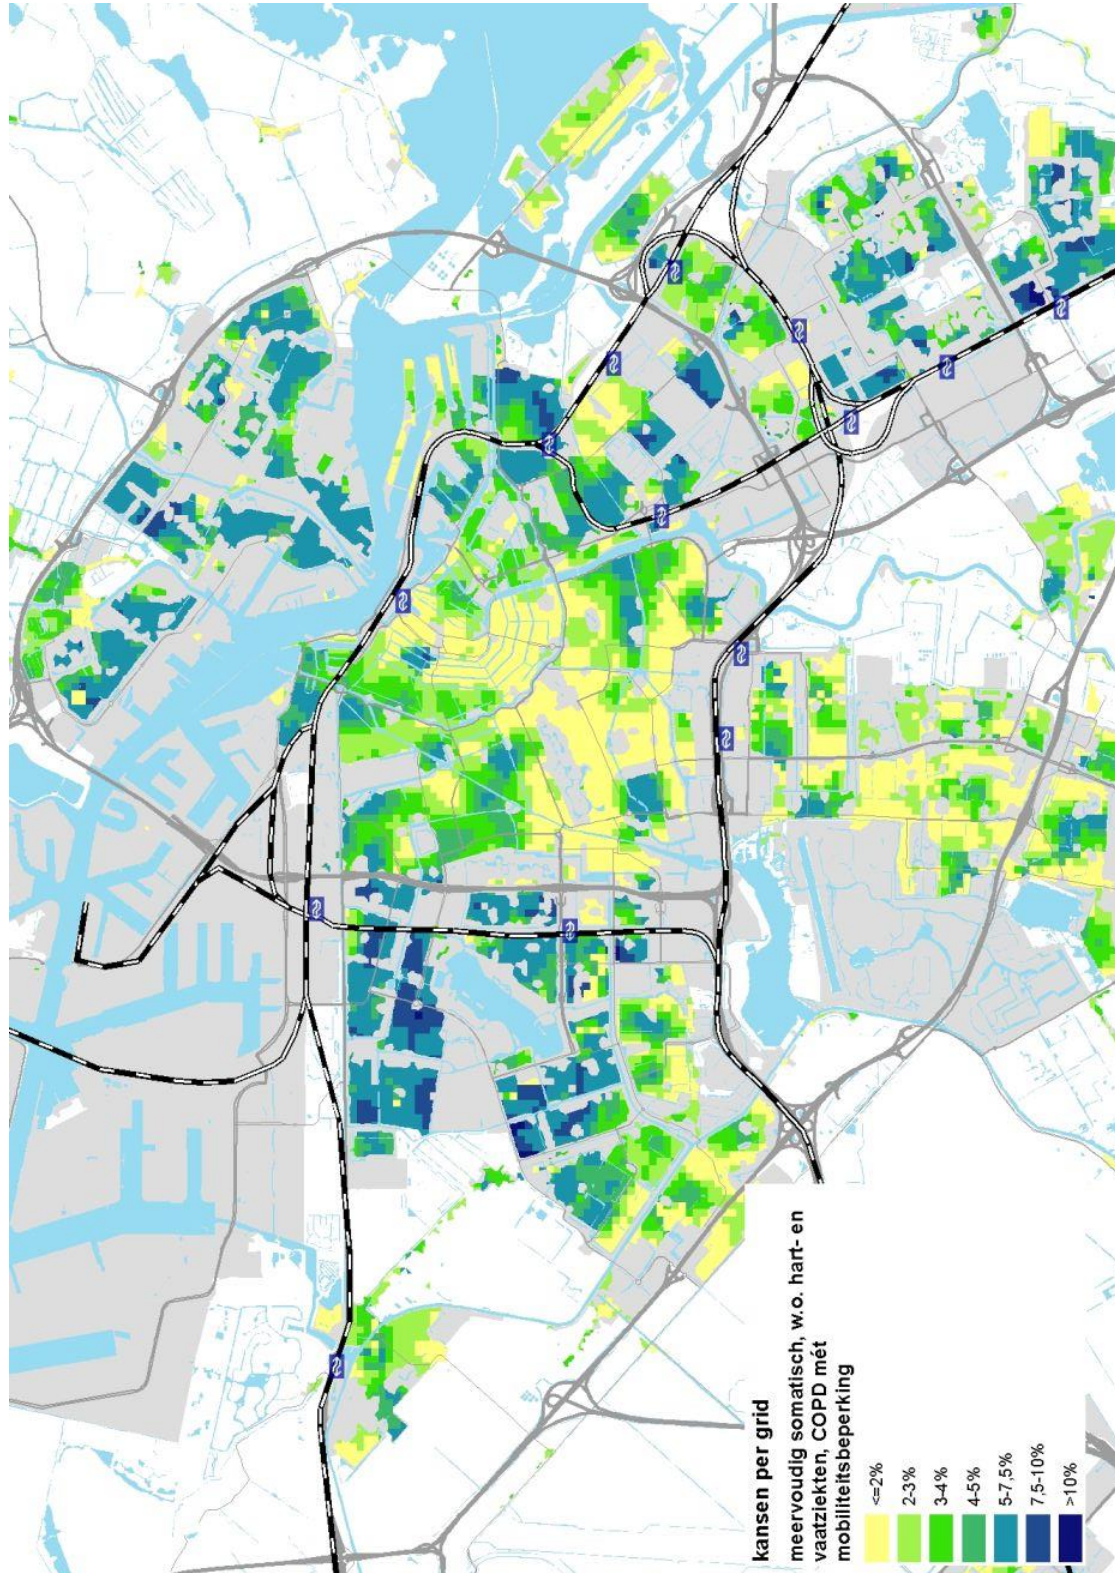 kansen per grid
meervoudig somatisch, w.o. hart- en
vaatziekten, COPD mét
mobiliteitsbeperking
<=2%
2-3%
3-4%
4-5%
5-7,5%
7,5-10%
>10%